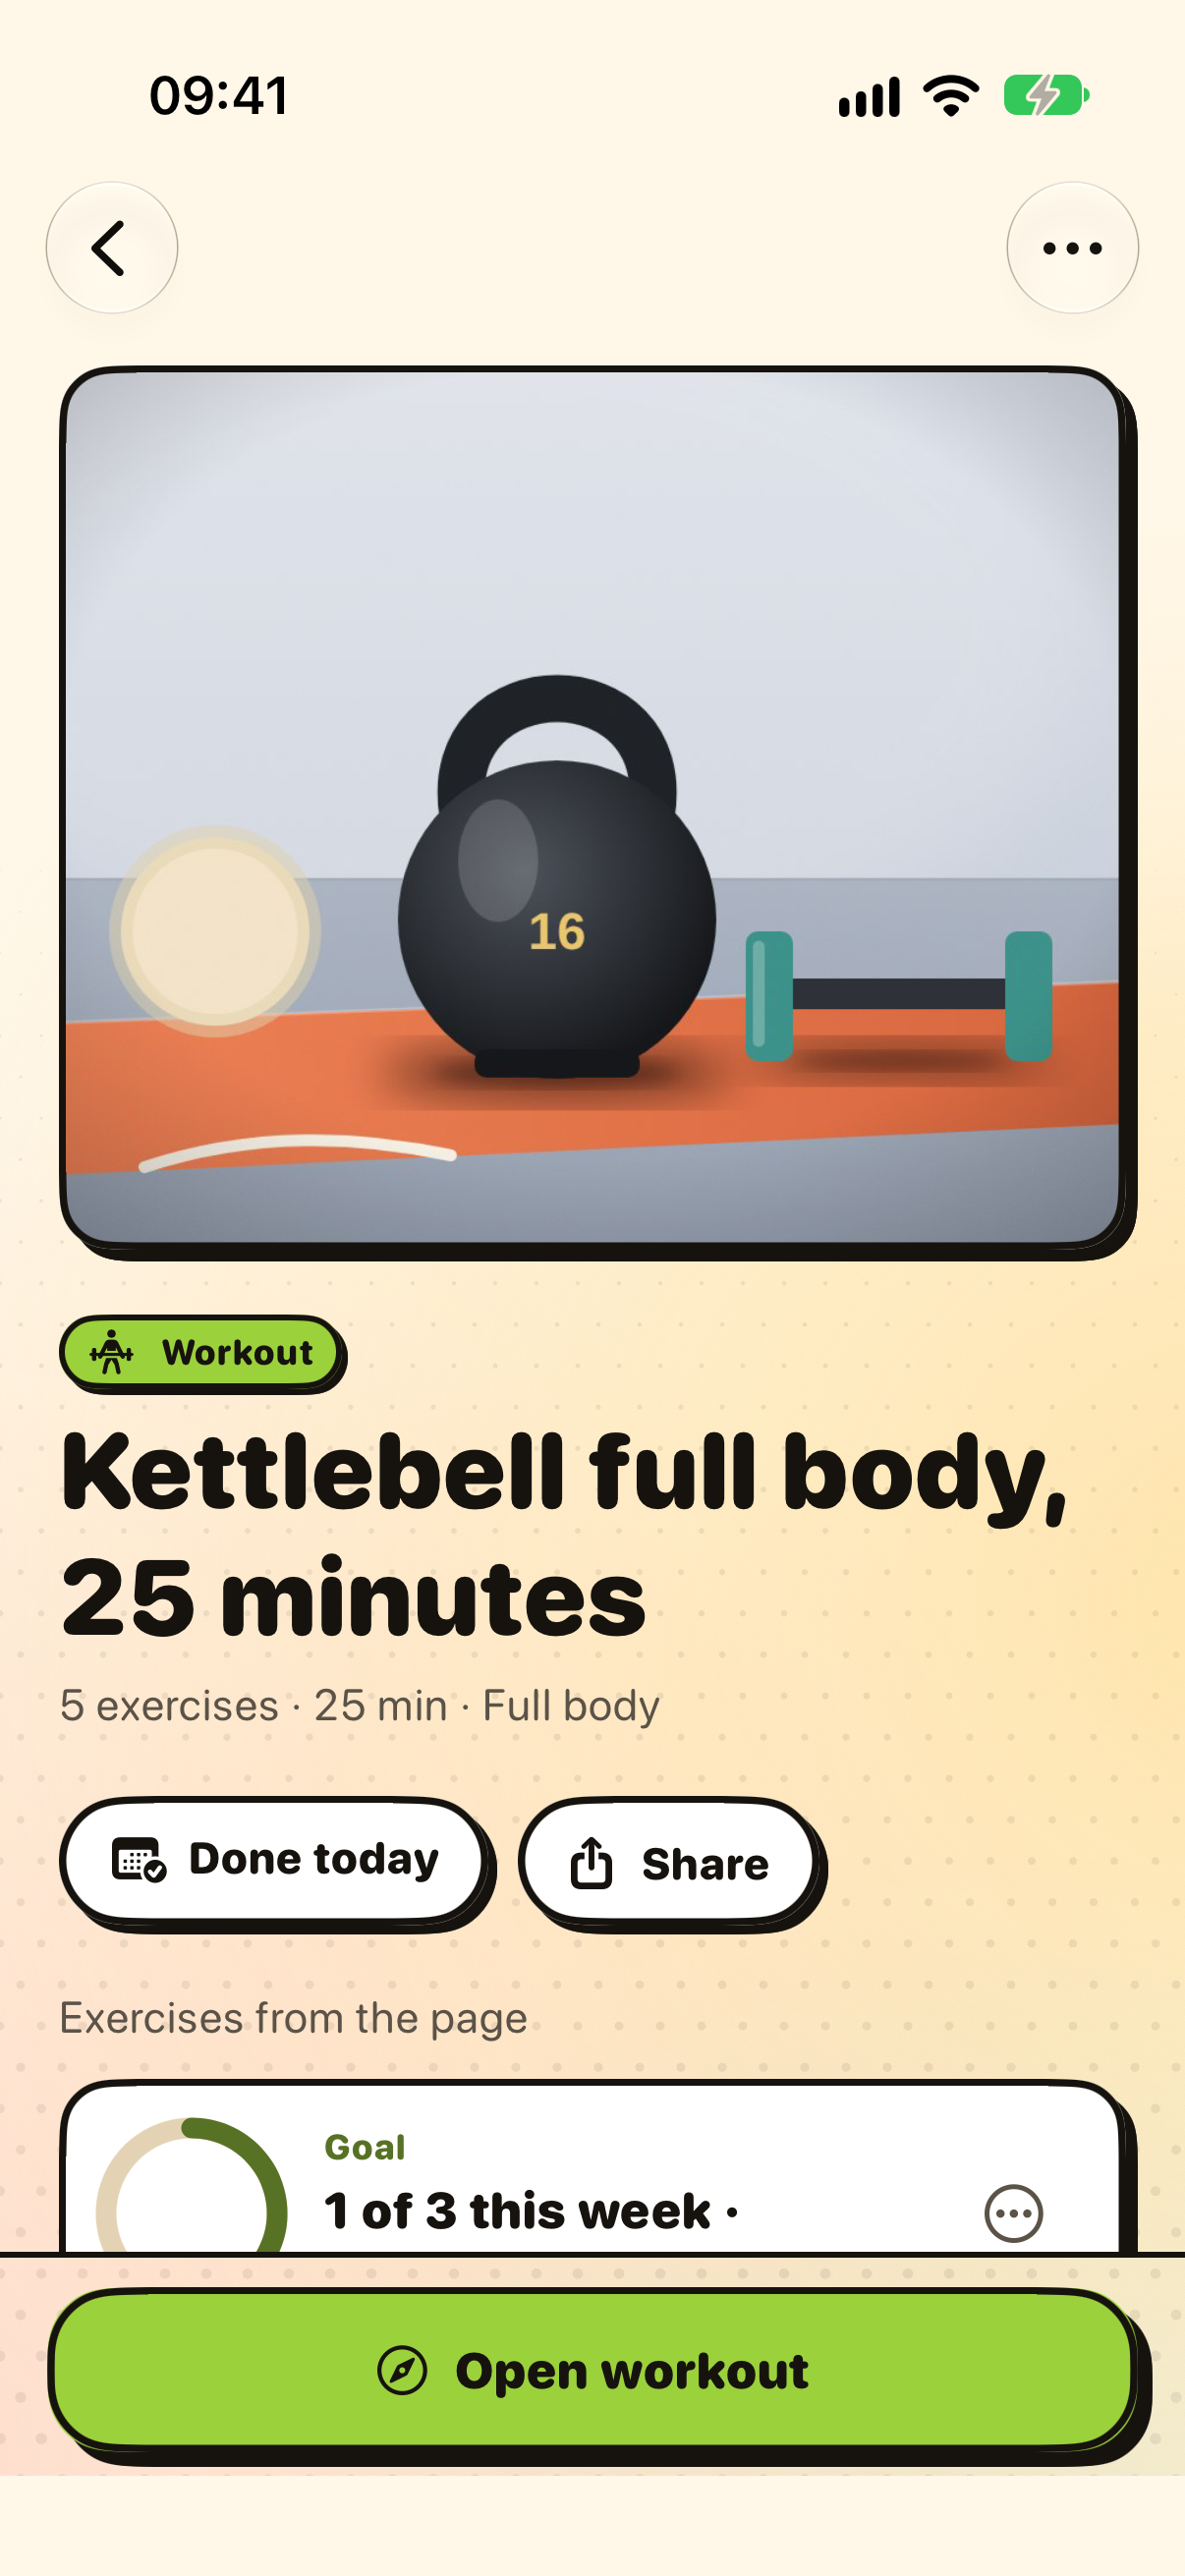 09:41
16
Workout
Kettlebell full body,
25 minutes
5 exercises · 25 min · Full body
Done today
Share
Exercises from the page
Goal
1 of 3 this week ·
Open workout